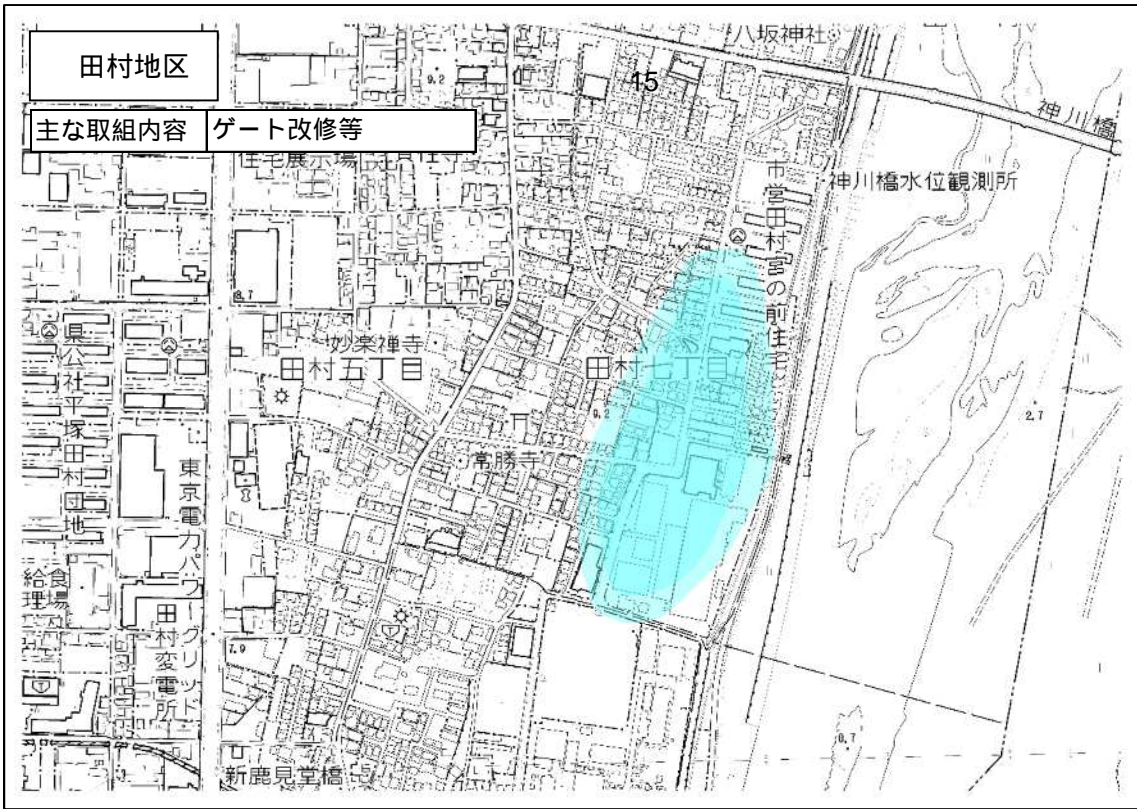 田村地区
主な取組内容 ゲート改修等
八坂神社
15
9.2
神川橋
住宅展示場
神川橋水位観測所
市営田村宮の前住宅
8.7
妙楽禅寺
田村五丁目
田村七丁目
9.2
2.7
県公社平塚田村団地
常勝寺
東京電力パワーグリッド
田村変電所
給食
理場
7.9
0.7
新鹿見堂橋